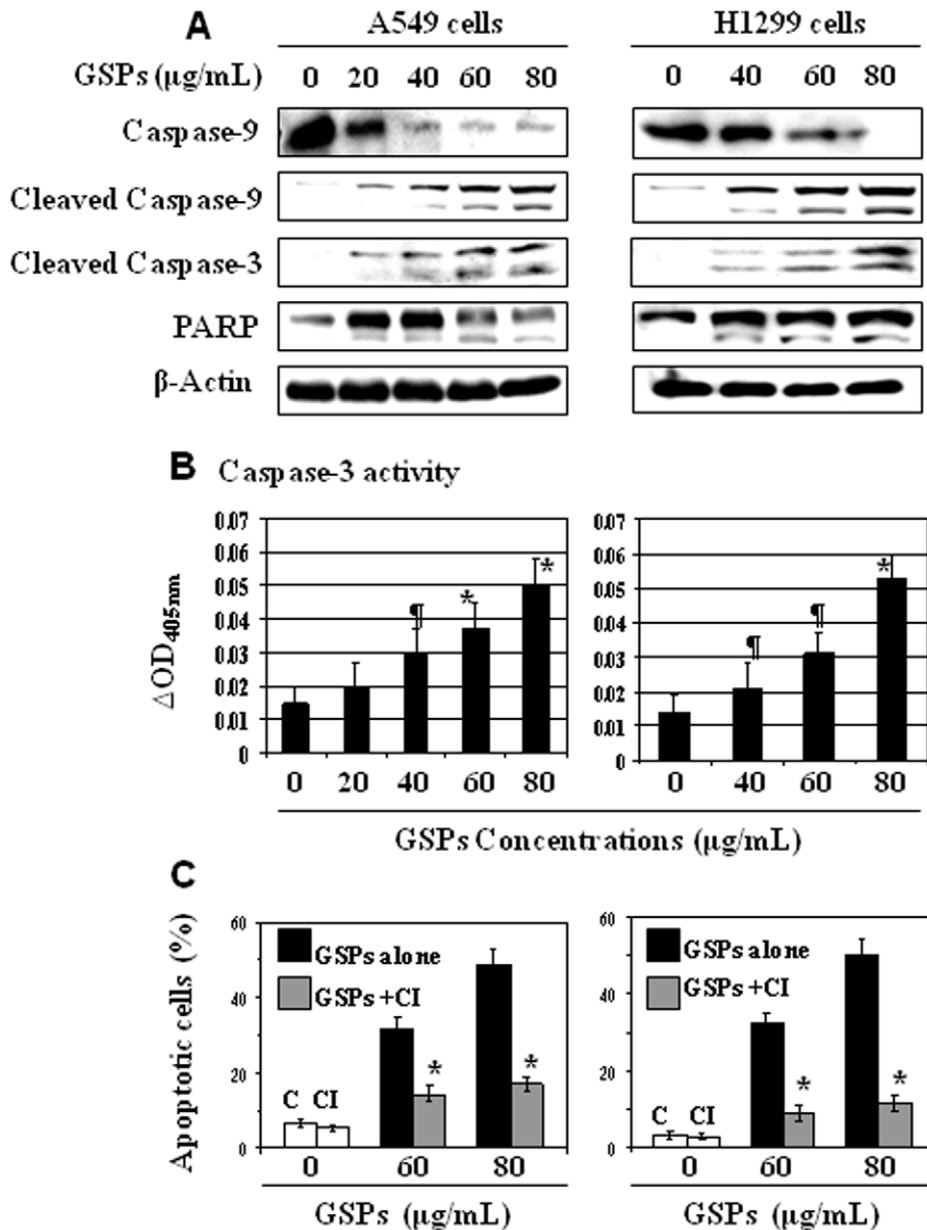 A
A549 cells
H1299 cells
GSPs (µg/mL) 0 20 40 60 80 0 40 60 80
Caspase-9
Cleaved Caspase-9
Cleaved Caspase-3
PARP
β-Actin
B Caspase-3 activity
ΔOD405nm
0.07
0.06
0.05
0.04
0.03
0.02
0.01
0
¶ * *
0 20 40 60 80
0.07
0.06
0.05
0.04
0.03
0.02
0.01
0
¶ ¶ *
0 40 60 80
GSPs Concentrations (µg/mL)
C
Apoptotic cells (%)
60
40
20
0
GSPs alone
GSPs +CI
C CI
* *
0 60 80
GSPs (µg/mL)
60
40
20
0
GSPs alone
GSPs +CI
C CI
* *
0 60 80
GSPs (µg/mL)